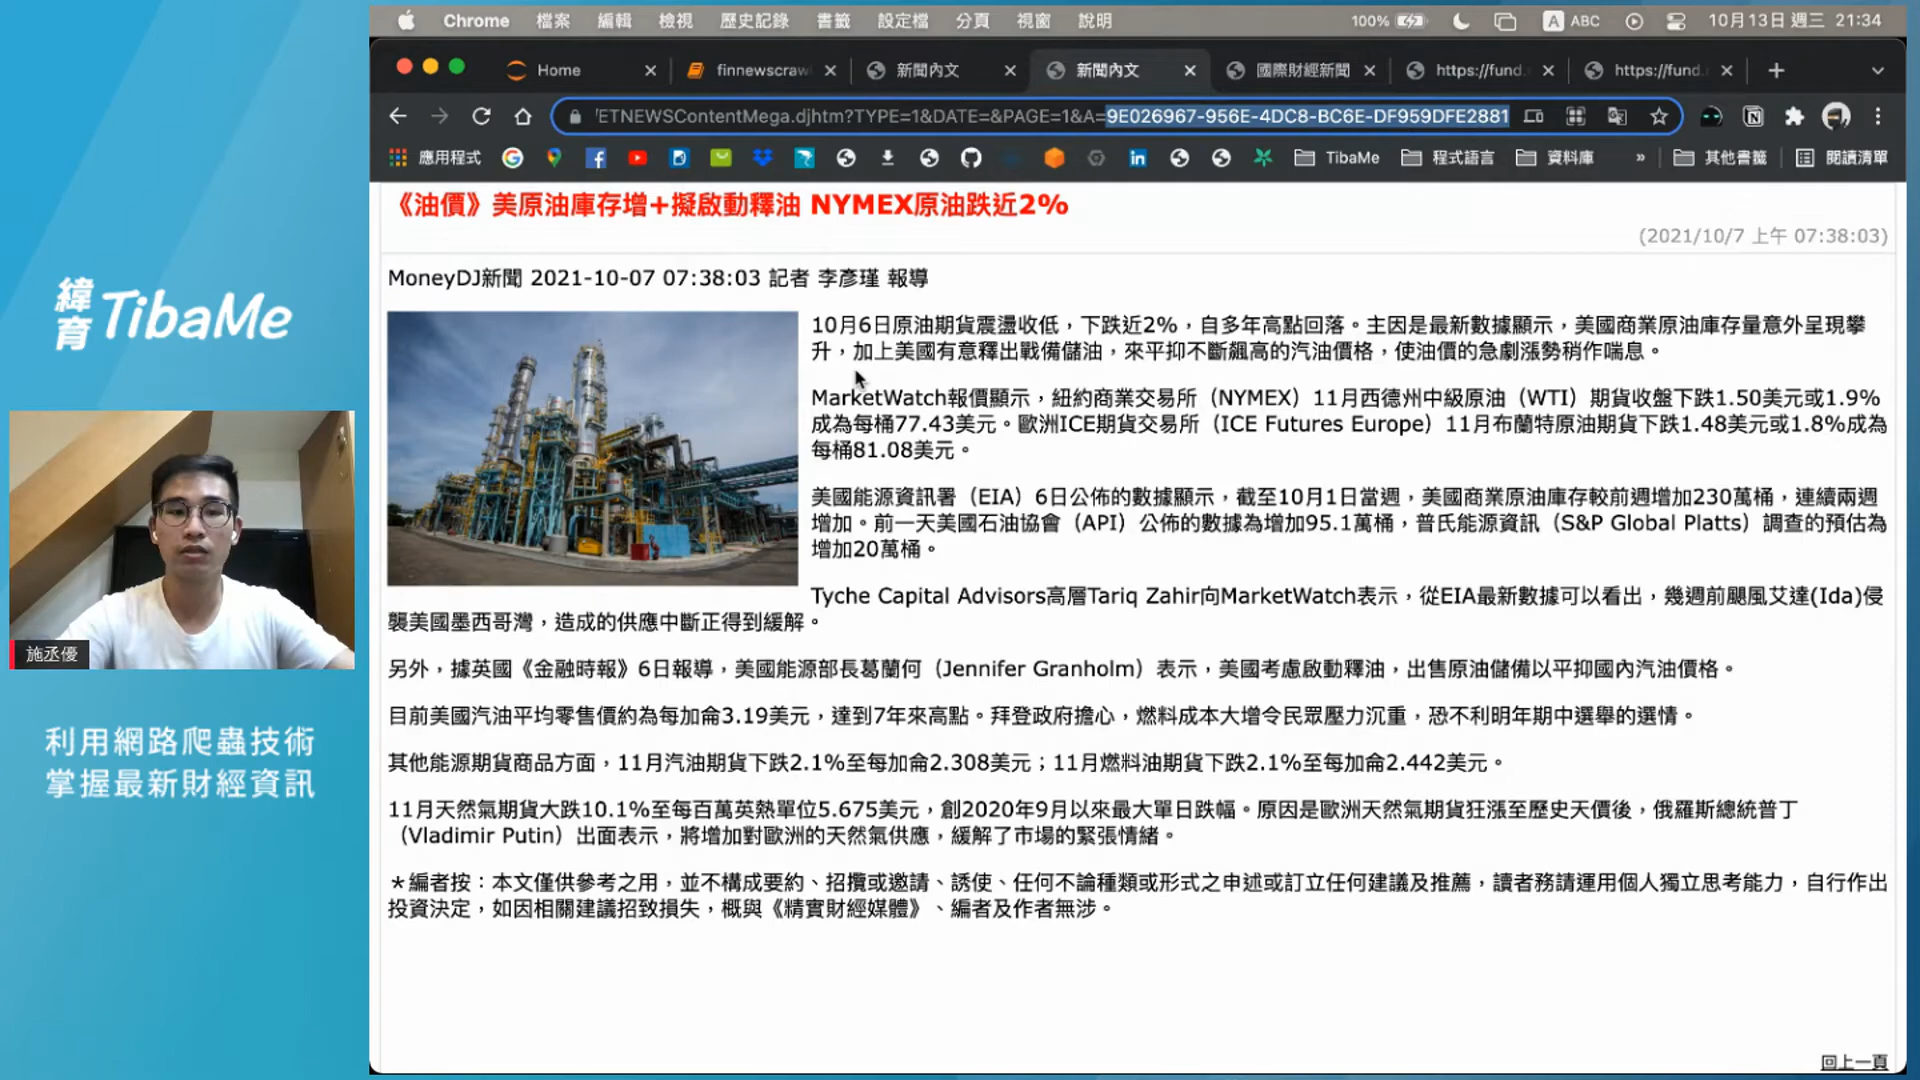 Chrome 檔案 編輯 檢視 歷史記錄 書籤 設定檔 分頁 視窗 說明 100% A ABC 10月13日 週三 21:34
Home finnewscraw 新聞內文 新聞內文 國際財經新聞 https://fund. https://fund.
'ETNEWSContentMega.djhtm?TYPE=1&DATE=&PAGE=1&A=9E026967-956E-4DC8-BC6E-DF959DFE2881
應用程式 TibaMe 程式語言 資料庫 » 其他書籤 閱讀清單
《油價》美原油庫存增+擬啟動釋油 NYMEX原油跌近2%
(2021/10/7 上午 07:38:03)
MoneyDJ新聞 2021-10-07 07:38:03 記者 李彥瑾 報導
10月6日原油期貨震盪收低，下跌近2%，自多年高點回落。主因是最新數據顯示，美國商業原油庫存量意外呈現攀
升，加上美國有意釋出戰備儲油，來平抑不斷飆高的汽油價格，使油價的急劇漲勢稍作喘息。
MarketWatch報價顯示，紐約商業交易所（NYMEX）11月西德州中級原油（WTI）期貨收盤下跌1.50美元或1.9%
成為每桶77.43美元。歐洲ICE期貨交易所（ICE Futures Europe）11月布蘭特原油期貨下跌1.48美元或1.8%成為
每桶81.08美元。
美國能源資訊署（EIA）6日公佈的數據顯示，截至10月1日當週，美國商業原油庫存較前週增加230萬桶，連續兩週
增加。前一天美國石油協會（API）公佈的數據為增加95.1萬桶，普氏能源資訊（S&P Global Platts）調查的預估為
增加20萬桶。
Tyche Capital Advisors高層Tariq Zahir向MarketWatch表示，從EIA最新數據可以看出，幾週前颶風艾達(Ida)侵
襲美國墨西哥灣，造成的供應中斷正得到緩解。
另外，據英國《金融時報》6日報導，美國能源部長葛蘭何（Jennifer Granholm）表示，美國考慮啟動釋油，出售原油儲備以平抑國內汽油價格。
目前美國汽油平均零售價約為每加侖3.19美元，達到7年來高點。拜登政府擔心，燃料成本大增令民眾壓力沉重，恐不利明年期中選舉的選情。
其他能源期貨商品方面，11月汽油期貨下跌2.1%至每加侖2.308美元；11月燃料油期貨下跌2.1%至每加侖2.442美元。
11月天然氣期貨大跌10.1%至每百萬英熱單位5.675美元，創2020年9月以來最大單日跌幅。原因是歐洲天然氣期貨狂漲至歷史天價後，俄羅斯總統普丁
（Vladimir Putin）出面表示，將增加對歐洲的天然氣供應，緩解了市場的緊張情緒。
＊編者按：本文僅供參考之用，並不構成要約、招攬或邀請、誘使、任何不論種類或形式之申述或訂立任何建議及推薦，讀者務請運用個人獨立思考能力，自行作出
投資決定，如因相關建議招致損失，概與《精實財經媒體》、編者及作者無涉。
回上一頁
緯育 TibaMe
施丞優
利用網路爬蟲技術
掌握最新財經資訊